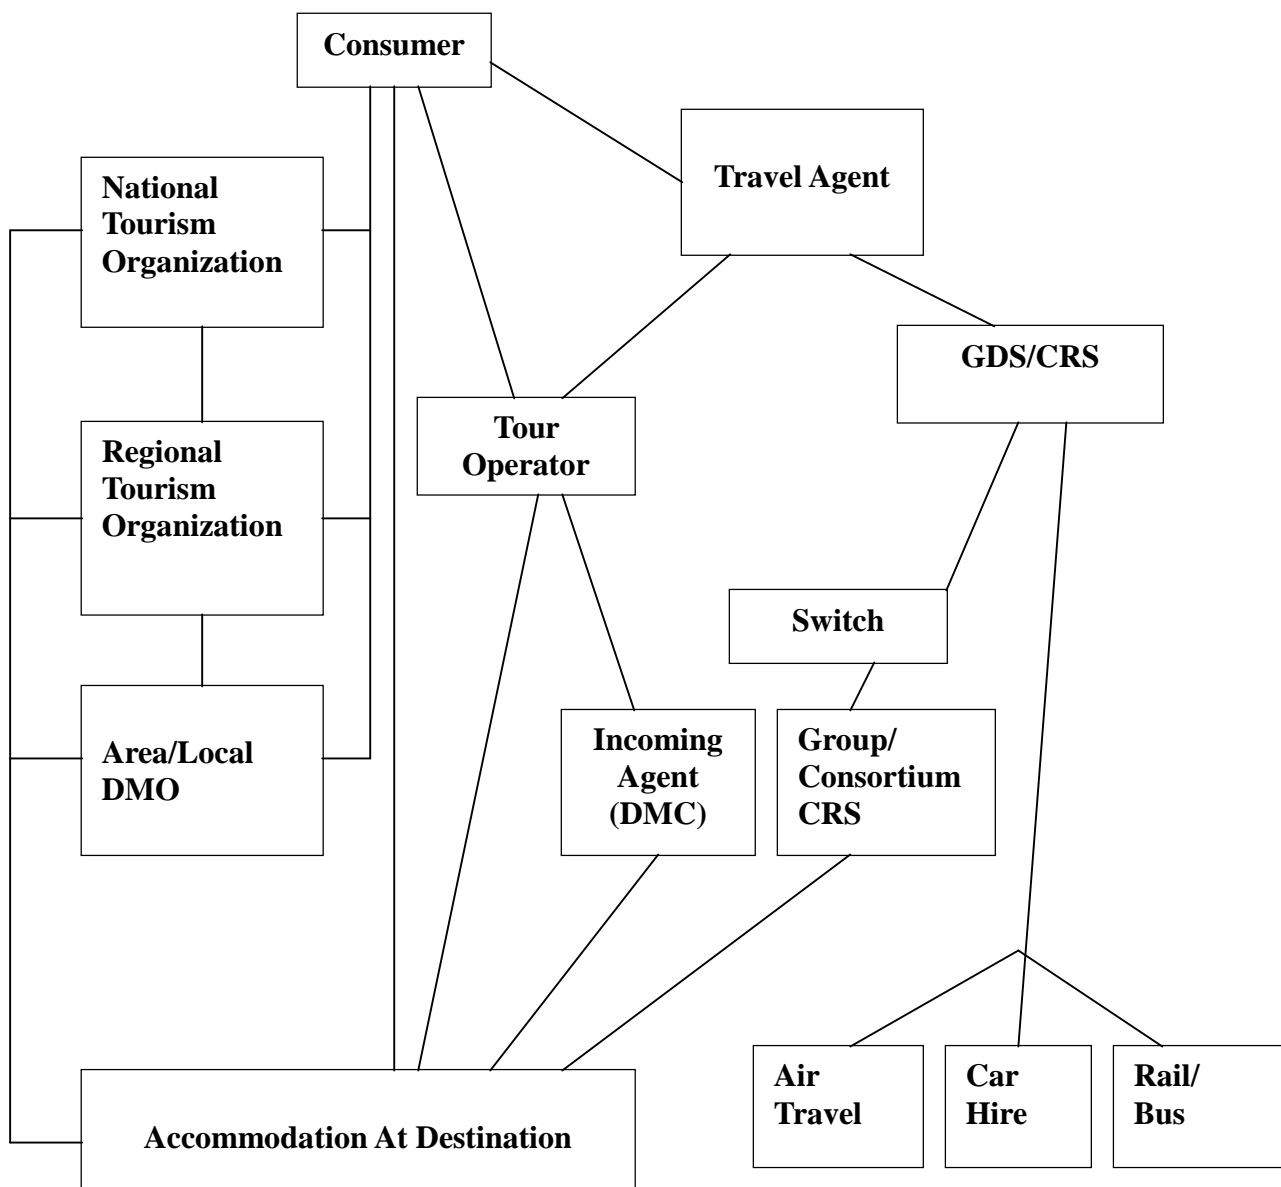 Consumer
Travel Agent
National
Tourism
Organization
GDS/CRS
Tour
Operator
Regional
Tourism
Organization
Switch
Area/Local
DMO
Incoming
Agent
(DMC)
Group/
Consortium
CRS
Air
Travel
Car
Hire
Rail/
Bus
Accommodation At Destination